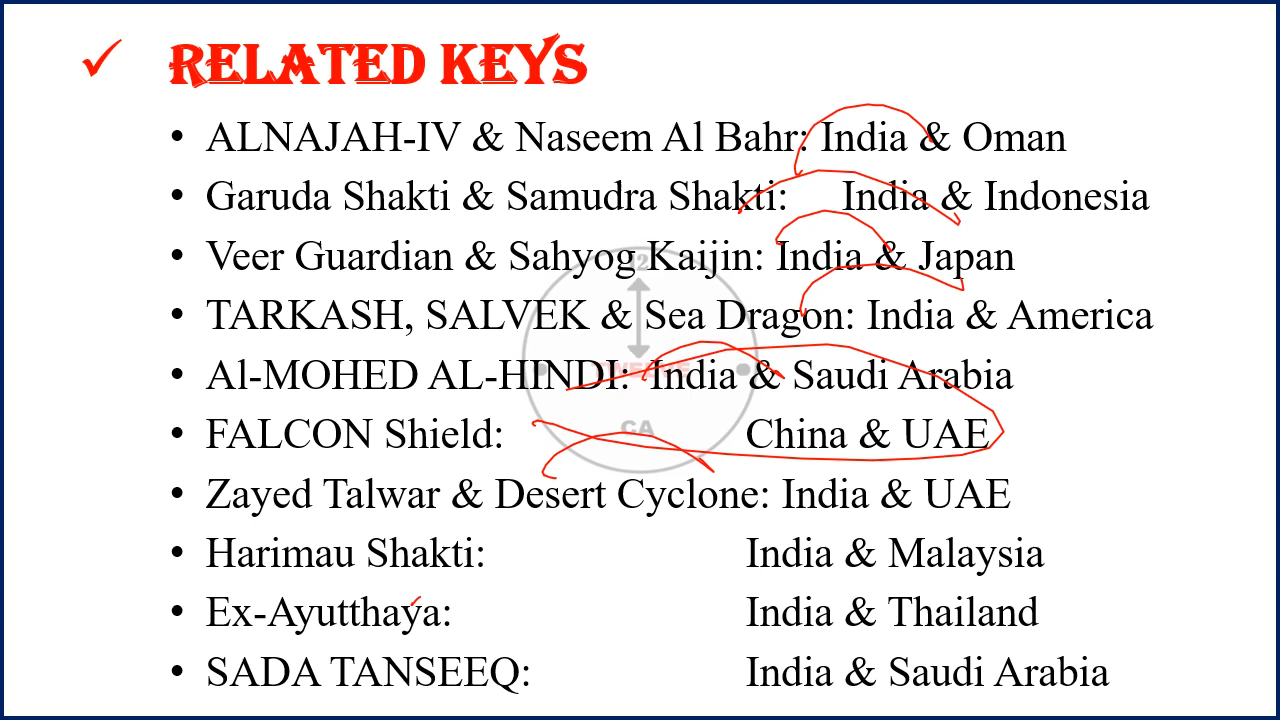 ✓ RELATED KEYS
• ALNAJAH-IV & Naseem Al Bahr: India & Oman
• Garuda Shakti & Samudra Shakti: India & Indonesia
• Veer Guardian & Sahyog Kaijin: India & Japan
• TARKASH, SALVEK & Sea Dragon: India & America
• Al-MOHED AL-HINDI: India & Saudi Arabia
• FALCON Shield: China & UAE
• Zayed Talwar & Desert Cyclone: India & UAE
• Harimau Shakti: India & Malaysia
• Ex-Ayutthaya: India & Thailand
• SADA TANSEEQ: India & Saudi Arabia
12
CA